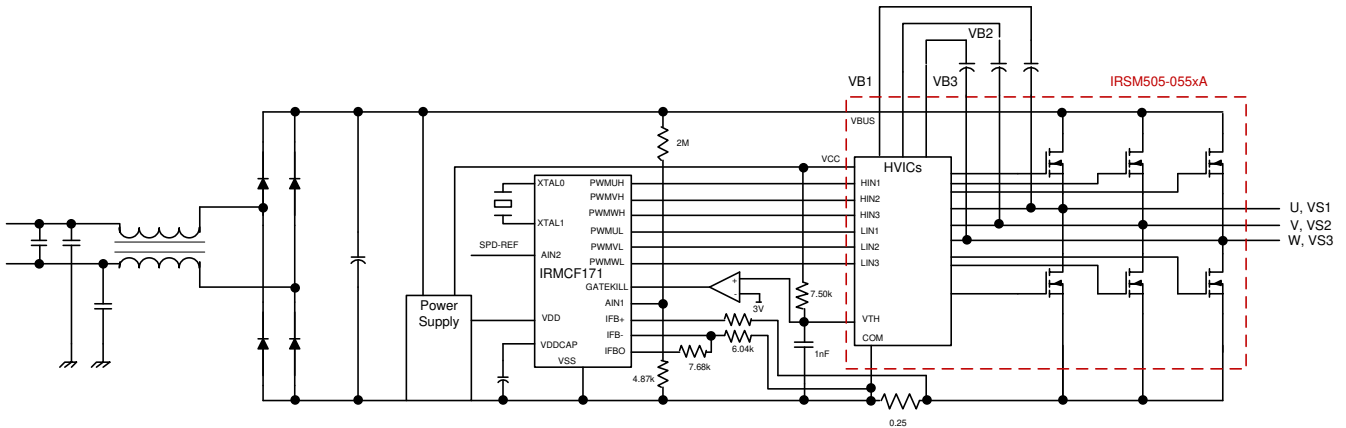 VB2
VB1
VB3
IRSM505-055xA
VBUS
2M
VCC
HVICs
XTAL0
PWMUH
HIN1
PWMVH
HIN2
PWMWH
HIN3
U, VS1
XTAL1
PWMUL
LIN1
V, VS2
SPD-REF
PWMVL
LIN2
W, VS3
AIN2
PWMWL
LIN3
IRMCF171
GATEKILL
+
-
3V
7.50k
Power
Supply
AIN1
VDD
IFB+
VTH
IFB-
6.04k
COM
VDDCAP
IFBO
7.68k
1nF
VSS
4.87k
0.25